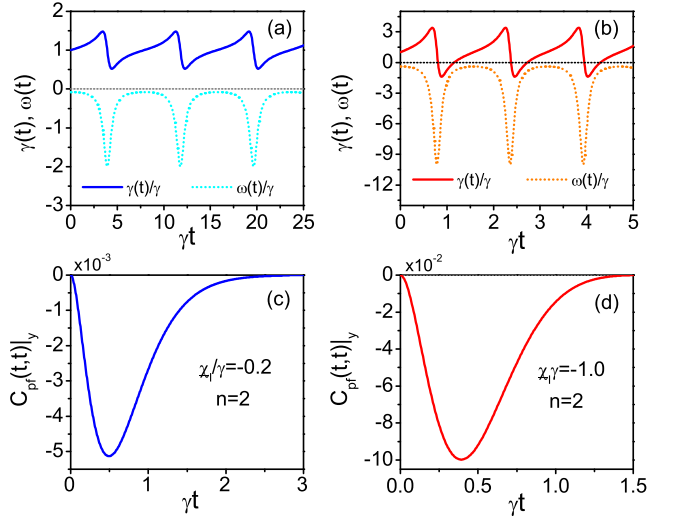 (a)
γ(t), ω(t)
3
2
1
0
-1
-2
-3
γ(t)/γ
ω(t)/γ
0 5 10 15 20 25
γt
(b)
γ(t), ω(t)
3
0
-3
-6
-9
-12
γ(t)/γ
ω(t)/γ
0 1 2 3 4 5
γt
x10⁻³
(c)
C_pf(t,t)|_y
0
-1
-2
-3
-4
-5
χ_I/γ=-0.2
n=2
0 1 2 3
γt
x10⁻²
(d)
C_pf(t,t)|_y
0
-2
-4
-6
-8
-10
χ_Iγ=-1.0
n=2
0.0 0.5 1.0 1.5
γt